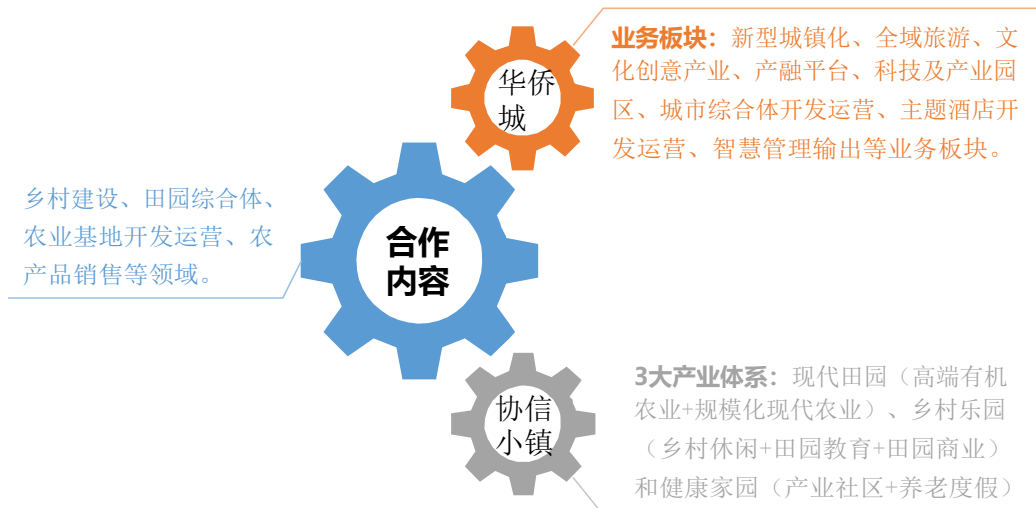 华侨
城
业务板块：新型城镇化、全域旅游、文
化创意产业、产融平台、科技及产业园
区、城市综合体开发运营、主题酒店开
发运营、智慧管理输出等业务板块。
乡村建设、田园综合体、
农业基地开发运营、农
产品销售等领域。
合作
内容
协信
小镇
3大产业体系：现代田园（高端有机
农业+规模化现代农业）、乡村乐园
（乡村休闲+田园教育+田园商业）
和健康家园（产业社区+养老度假）